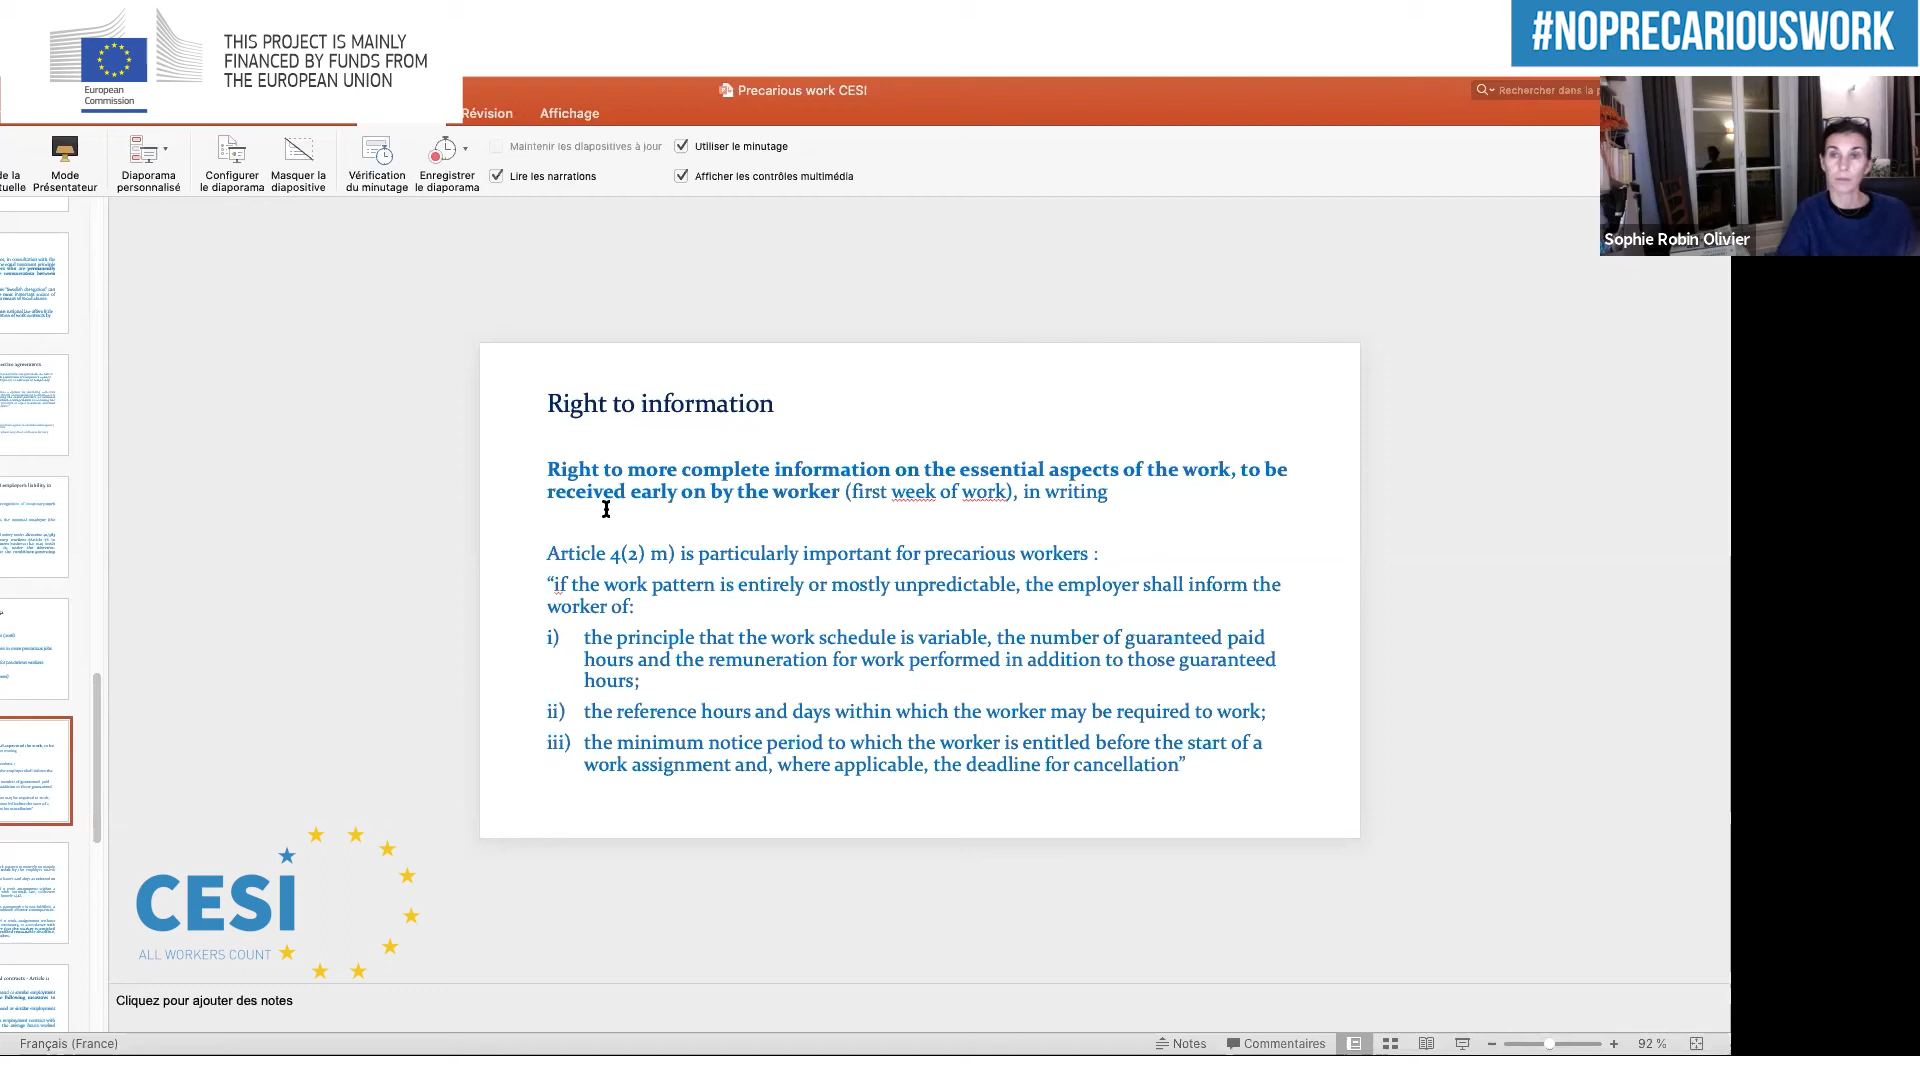 THIS PROJECT IS MAINLY
FINANCED BY FUNDS FROM
THE EUROPEAN UNION
European
Commission
#NOPRECARIOUSWORK
Precarious work CESI
Rechercher dans la p
Révision
Affichage
de la
Mode
Présentateur
Diaporama
personnalisé
Configurer
le diaporama
Masquer la
diapositive
Vérification
du minutage
Enregistrer
le diaporama
Maintenir les diapositives à jour
Utiliser le minutage
Lire les narrations
Afficher les contrôles multimédia
Sophie Robin Olivier
Right to information
Right to more complete information on the essential aspects of the work, to be
received early on by the worker (first week of work), in writing
Article 4(2) m) is particularly important for precarious workers :
“if the work pattern is entirely or mostly unpredictable, the employer shall inform the
worker of:
i) the principle that the work schedule is variable, the number of guaranteed paid
hours and the remuneration for work performed in addition to those guaranteed
hours;
ii) the reference hours and days within which the worker may be required to work;
iii) the minimum notice period to which the worker is entitled before the start of a
work assignment and, where applicable, the deadline for cancellation”
CESI
ALL WORKERS COUNT
Cliquez pour ajouter des notes
Français (France)
Notes
Commentaires
92 %